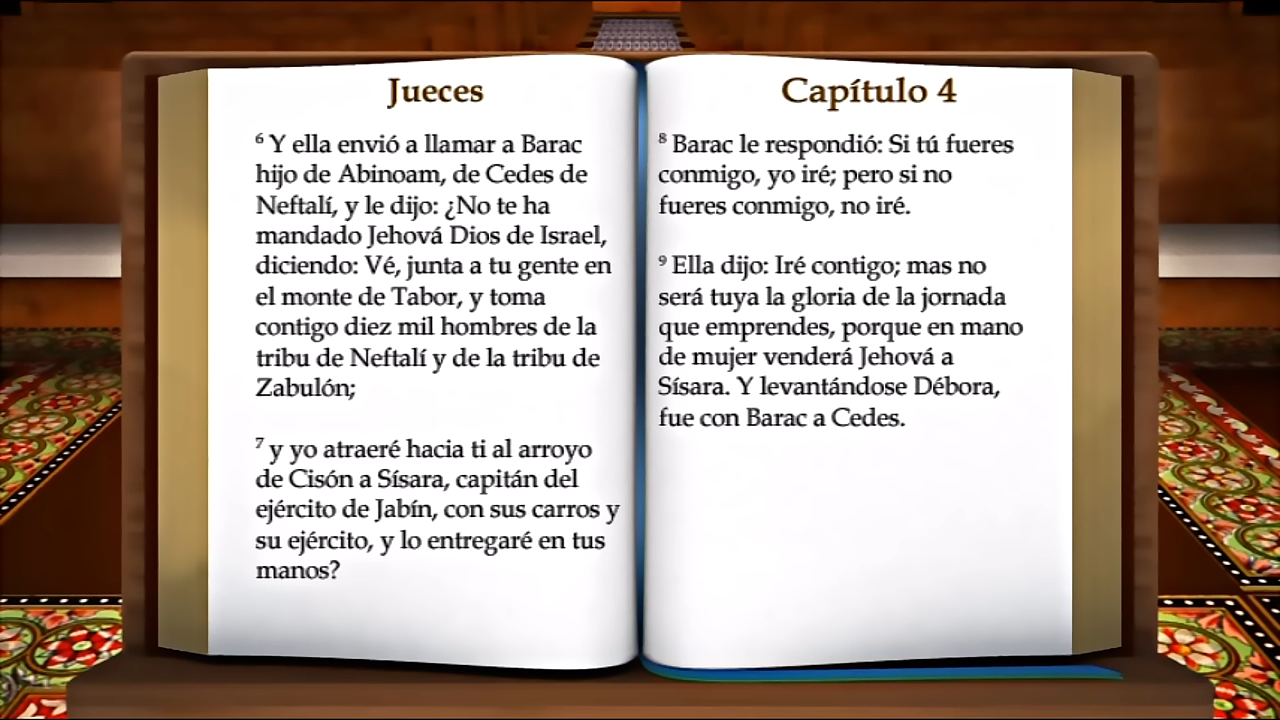 Jueces
⁶ Y ella envió a llamar a Barac
hijo de Abinoam, de Cedes de
Neftalí, y le dijo: ¿No te ha
mandado Jehová Dios de Israel,
diciendo: Vé, junta a tu gente en
el monte de Tabor, y toma
contigo diez mil hombres de la
tribu de Neftalí y de la tribu de
Zabulón;
⁷ y yo atraeré hacia ti al arroyo
de Cisón a Sísara, capitán del
ejército de Jabín, con sus carros y
su ejército, y lo entregaré en tus
manos?
Capítulo 4
⁸ Barac le respondió: Si tú fueres
conmigo, yo iré; pero si no
fueres conmigo, no iré.
⁹ Ella dijo: Iré contigo; mas no
será tuya la gloria de la jornada
que emprendes, porque en mano
de mujer venderá Jehová a
Sísara. Y levantándose Débora,
fue con Barac a Cedes.